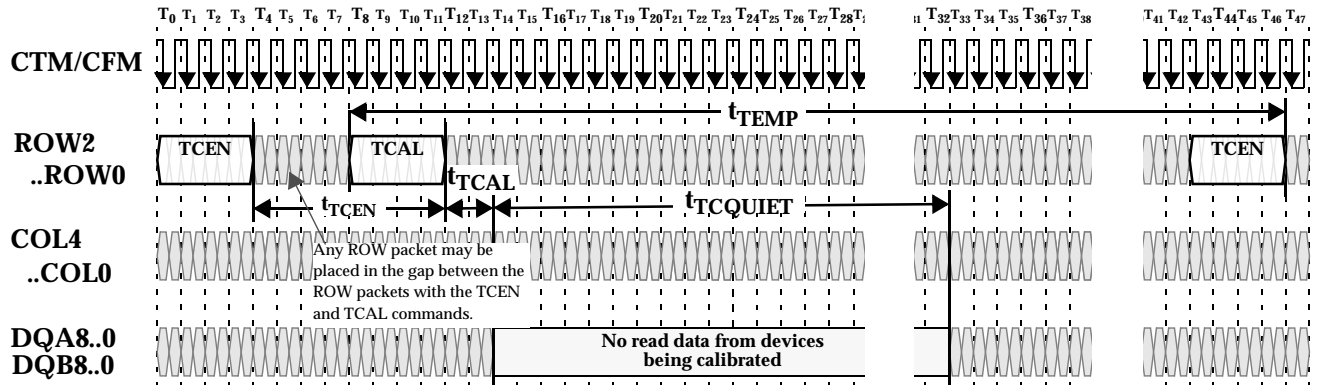 T0 T1 T2 T3 T4 T5 T6 T7 T8 T9 T10 T11 T12 T13 T14 T15 T16 T17 T18 T19 T20 T21 T22 T23 T24 T25 T26 T27 T28 T2 31 T32 T33 T34 T35 T36 T37 T38 T41 T42 T43 T44 T45 T46 T47
CTM/CFM
tTEMP
ROW2
..ROW0
TCEN
TCAL
TCEN
tTCAL
tTCEN
tTCQUIET
COL4
..COL0
Any ROW packet may be
placed in the gap between the
ROW packets with the TCEN
and TCAL commands.
DQA8..0
DQB8..0
No read data from devices
being calibrated